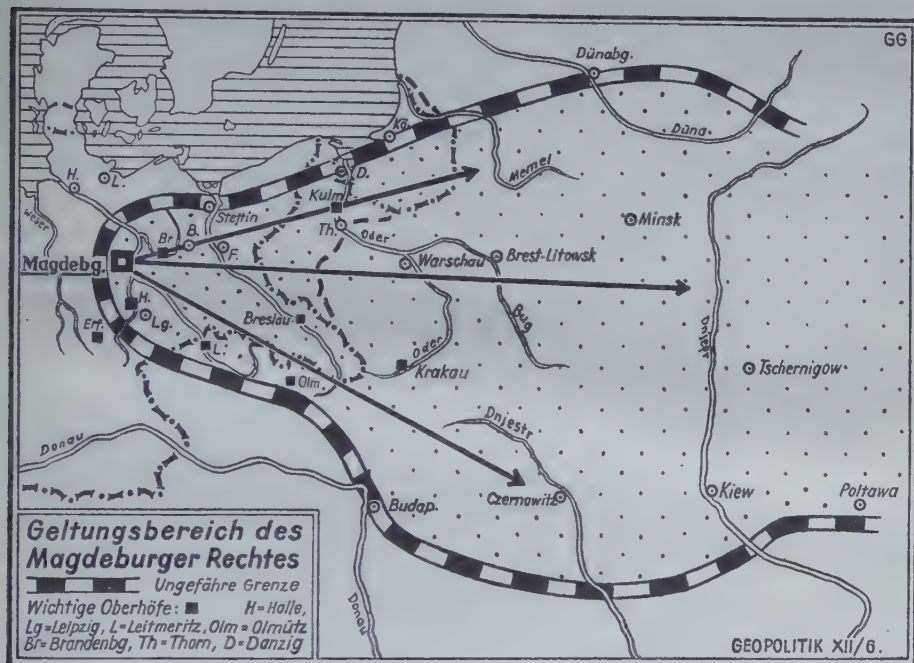 GG
Dünabg.
Düna
Kö.
Memel
H.
L.
D.
Kulm
Weser
Stettin
Minsk
Th.
Oder
Br
B.
F.
Warschau
Brest-Litowsk
Magdebg.
Bug
Dnjepr
H.
Lg.
Breslau
Erf.
L.
Oder
Krakau
Tschernigow
Olm
Dnjestr
Donau
Czernowitz
Kiew
Poltawa
Budap.
Geltungsbereich des
Magdeburger Rechtes
Ungefähre Grenze
Wichtige Oberhöfe: ■ H=Halle,
Lg=Leipzig, L=Leitmeritz, Olm=Olmütz
Br=Brandenbg, Th=Thorn, D=Danzig
Donau
GEOPOLITIK XII/6.